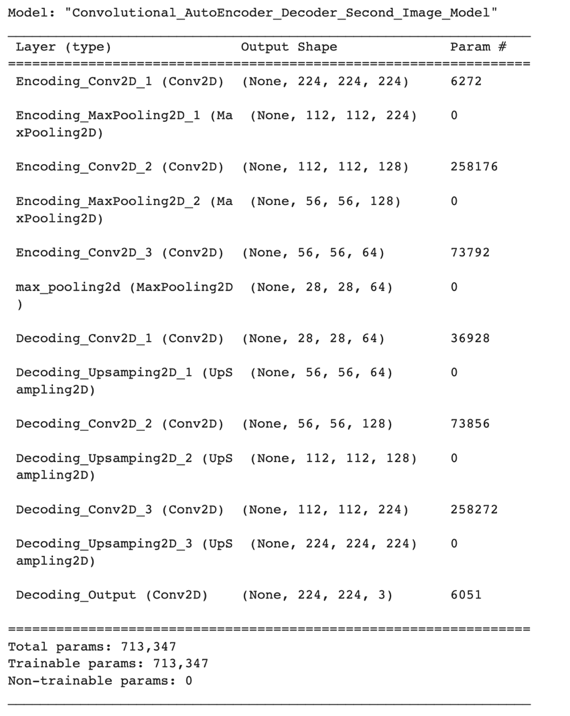 Model: "Convolutional_AutoEncoder_Decoder_Second_Image_Model"
Layer (type) Output Shape Param #
=================================================================
Encoding_Conv2D_1 (Conv2D) (None, 224, 224, 224) 6272
Encoding_MaxPooling2D_1 (Ma (None, 112, 112, 224) 0
xPooling2D)
Encoding_Conv2D_2 (Conv2D) (None, 112, 112, 128) 258176
Encoding_MaxPooling2D_2 (Ma (None, 56, 56, 128) 0
xPooling2D)
Encoding_Conv2D_3 (Conv2D) (None, 56, 56, 64) 73792
max_pooling2d (MaxPooling2D (None, 28, 28, 64) 0
)
Decoding_Conv2D_1 (Conv2D) (None, 28, 28, 64) 36928
Decoding_Upsamping2D_1 (UpS (None, 56, 56, 64) 0
ampling2D)
Decoding_Conv2D_2 (Conv2D) (None, 56, 56, 128) 73856
Decoding_Upsamping2D_2 (UpS (None, 112, 112, 128) 0
ampling2D)
Decoding_Conv2D_3 (Conv2D) (None, 112, 112, 224) 258272
Decoding_Upsamping2D_3 (UpS (None, 224, 224, 224) 0
ampling2D)
Decoding_Output (Conv2D) (None, 224, 224, 3) 6051
=================================================================
Total params: 713,347
Trainable params: 713,347
Non-trainable params: 0